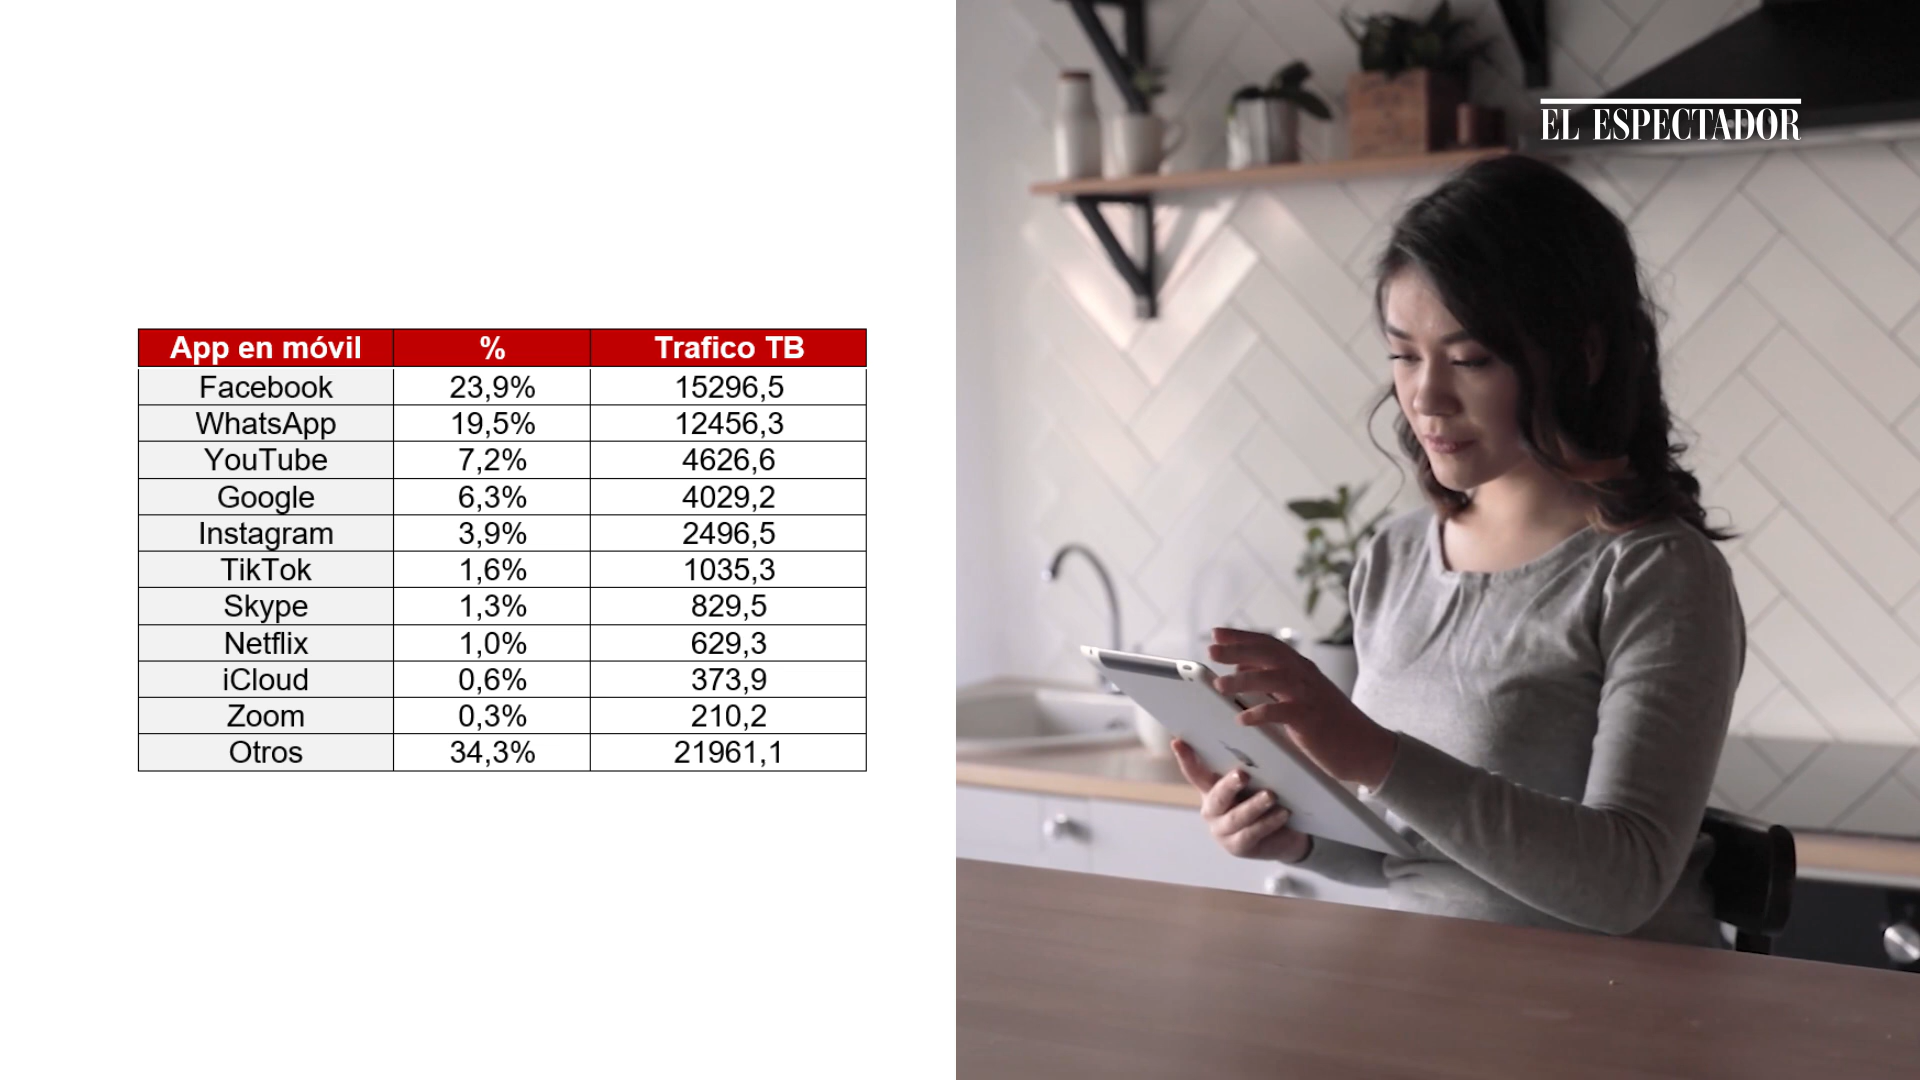 EL ESPECTADOR
App en móvil % Trafico TB
Facebook 23,9% 15296,5
WhatsApp 19,5% 12456,3
YouTube 7,2% 4626,6
Google 6,3% 4029,2
Instagram 3,9% 2496,5
TikTok 1,6% 1035,3
Skype 1,3% 829,5
Netflix 1,0% 629,3
iCloud 0,6% 373,9
Zoom 0,3% 210,2
Otros 34,3% 21961,1